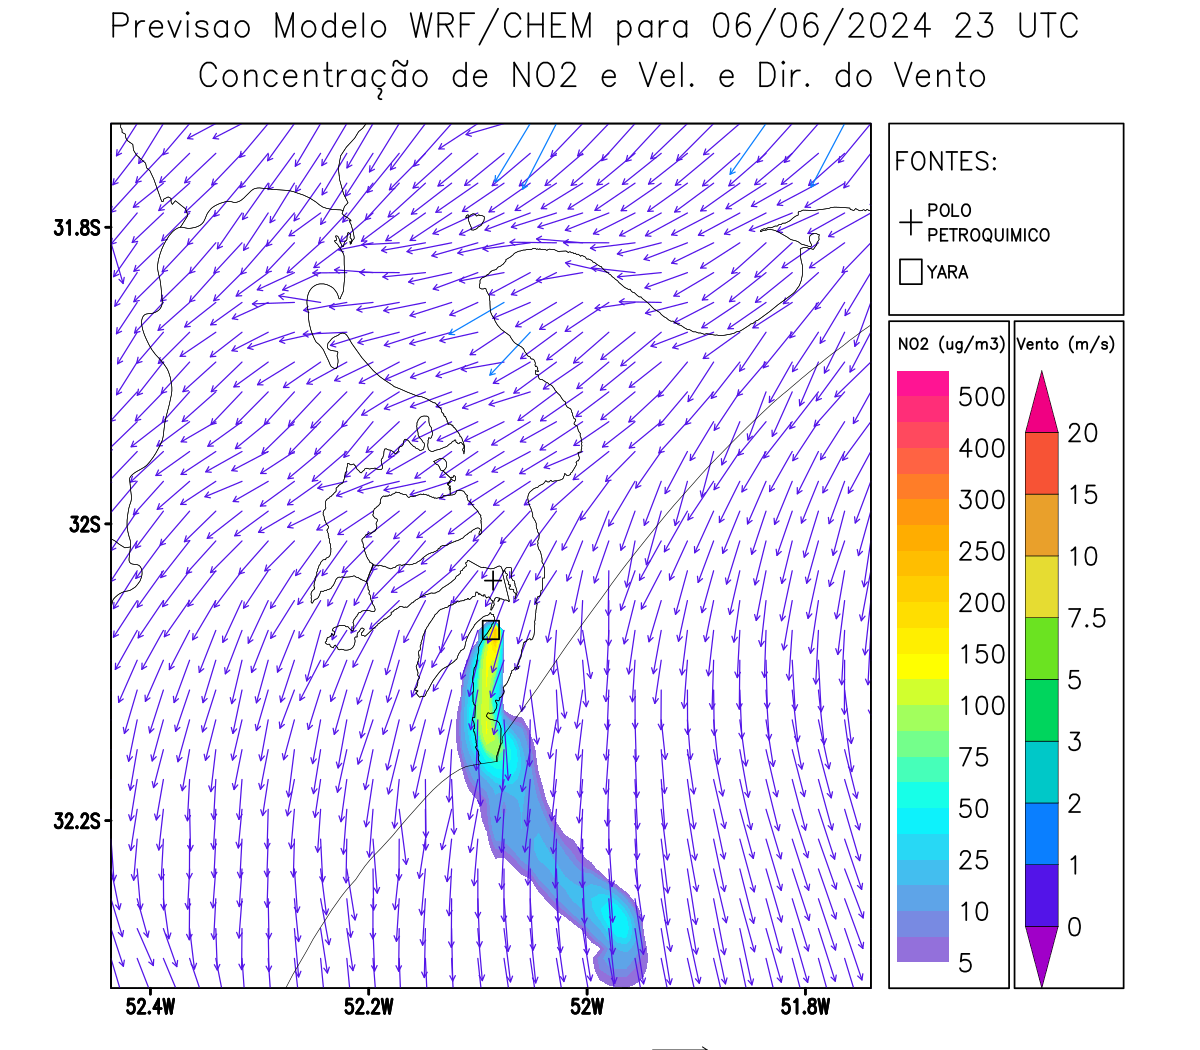 Previsao Modelo WRF/CHEM para 06/06/2024 23 UTC
Concentração de NO2 e Vel. e Dir. do Vento
FONTES:
POLO
PETROQUIMICO
YARA
31.8S
32S
32.2S
52.4W
52.2W
52W
51.8W
NO2 (ug/m3)
500
400
300
250
200
150
100
75
50
25
10
5
Vento (m/s)
20
15
10
7.5
5
3
2
1
0